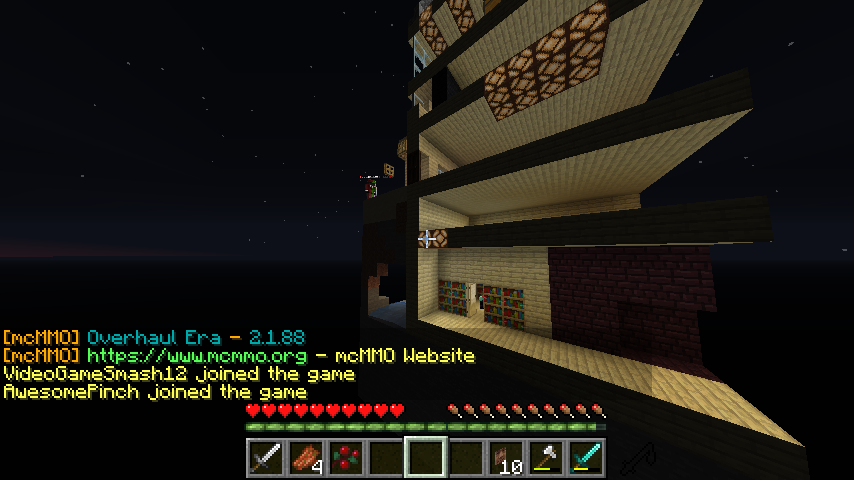 [mcMMO] Overhaul Era - 2.1.88
[mcMMO] https://www.mcmmo.org - mcMMO Website
VideoGameSmash12 joined the game
AwesomePinch joined the game
4
10